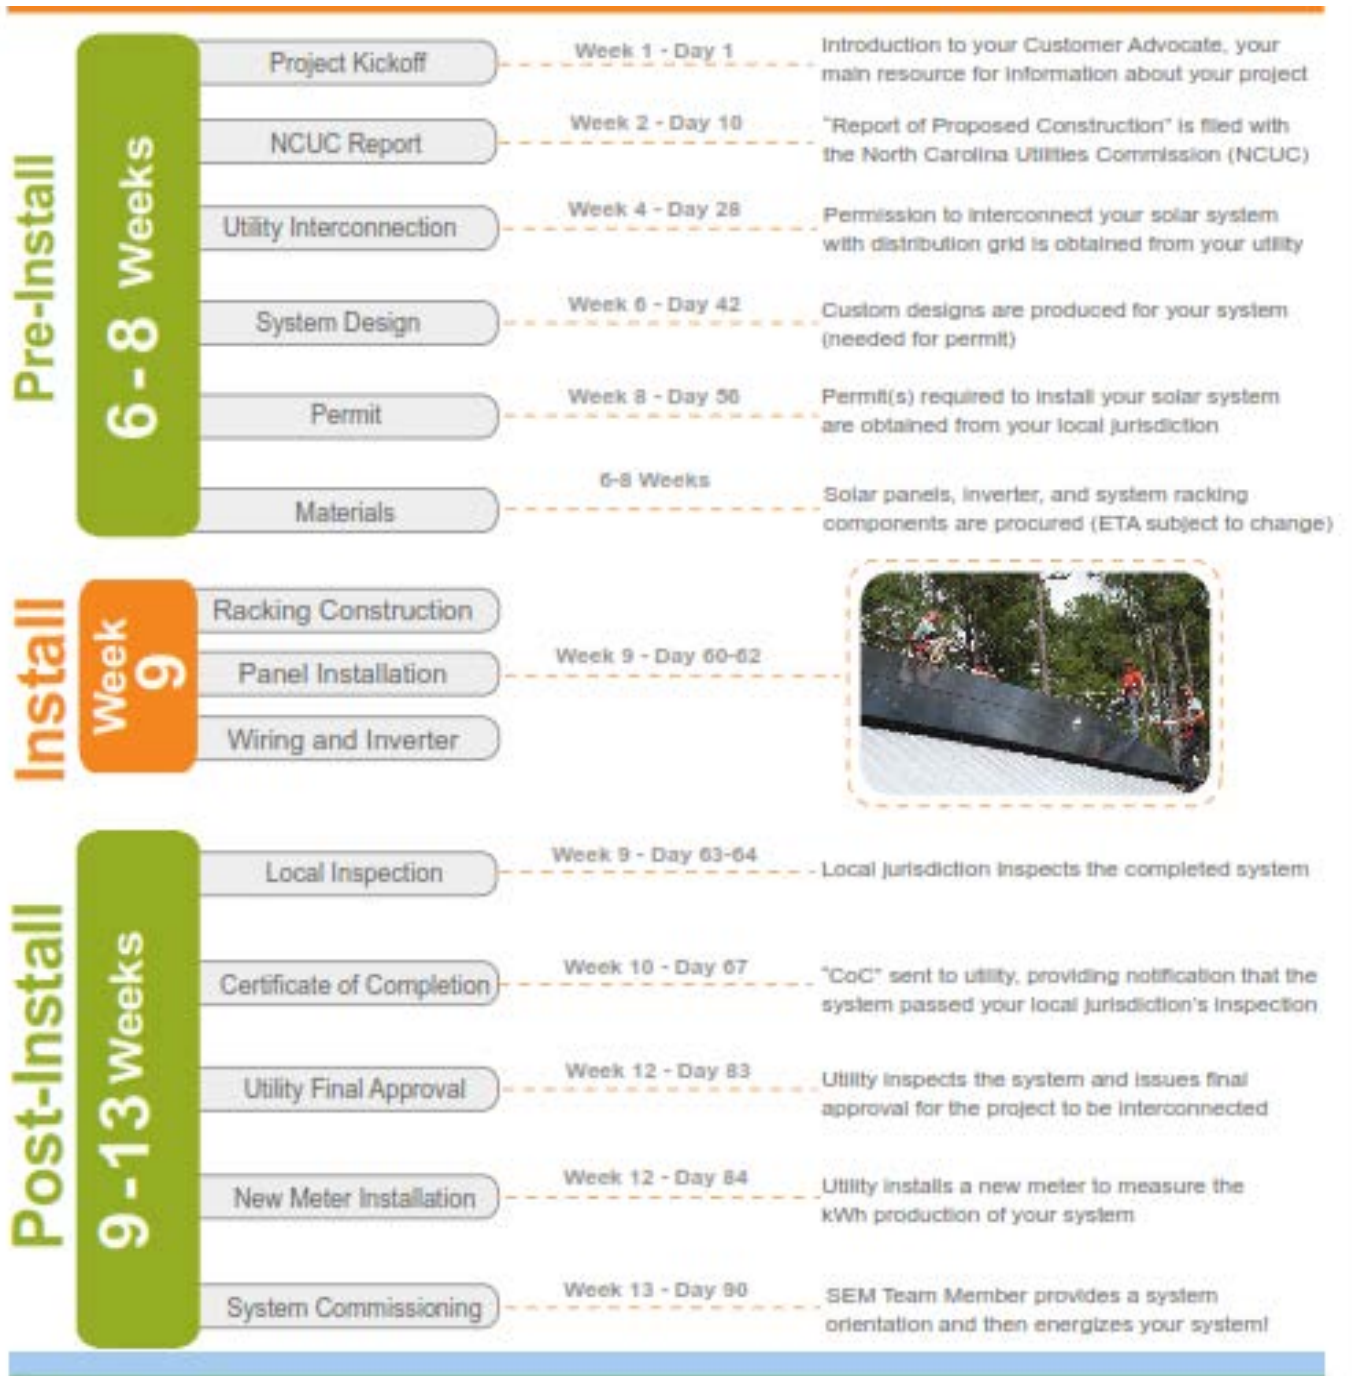 Pre-Install
6 - 8 Weeks
Project Kickoff
Week 1 - Day 1
Introduction to your Customer Advocate, your
main resource for information about your project
NCUC Report
Week 2 - Day 10
"Report of Proposed Construction" is filed with
the North Carolina Utilities Commission (NCUC)
Utility Interconnection
Week 4 - Day 28
Permission to interconnect your solar system
with distribution grid is obtained from your utility
System Design
Week 6 - Day 42
Custom designs are produced for your system
(needed for permit)
Permit
Week 8 - Day 56
Permit(s) required to install your solar system
are obtained from your local jurisdiction
Materials
6-8 Weeks
Solar panels, inverter, and system racking
components are procured (ETA subject to change)
Install
Week
9
Racking Construction
Panel Installation
Wiring and Inverter
Week 9 - Day 60-62
Post-Install
9 - 13 Weeks
Local Inspection
Week 9 - Day 63-64
Local jurisdiction inspects the completed system
Certificate of Completion
Week 10 - Day 67
"CoC" sent to utility, providing notification that the
system passed your local jurisdiction's inspection
Utility Final Approval
Week 12 - Day 83
Utility inspects the system and issues final
approval for the project to be interconnected
New Meter Installation
Week 12 - Day 84
Utility installs a new meter to measure the
kWh production of your system
System Commissioning
Week 13 - Day 90
SEM Team Member provides a system
orientation and then energizes your system!